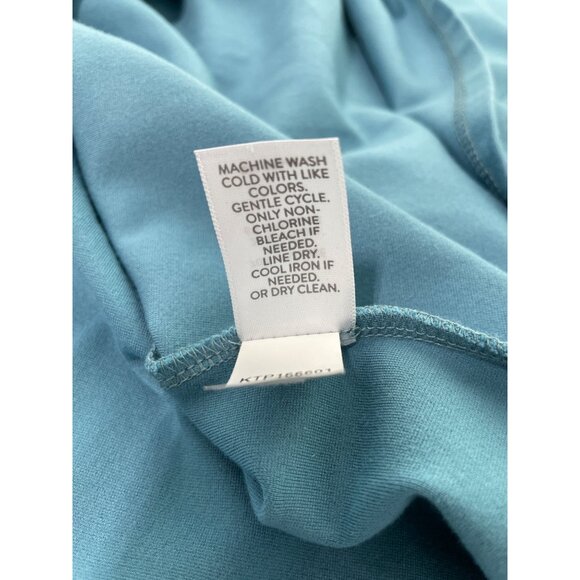 MACHINE WASH
COLD WITH LIKE
COLORS.
GENTLE CYCLE.
ONLY NON-
CHLORINE
BLEACH IF
NEEDED.
LINE DRY.
COOL IRON IF
NEEDED.
OR DRY CLEAN.
KTP166601